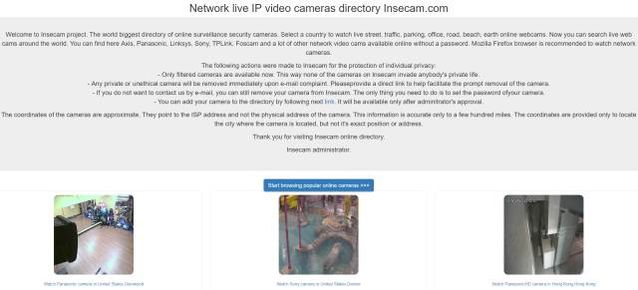 Network live IP video cameras directory Insecam.com
Welcome to Insecam project. The world biggest directory of online surveillance security cameras. Select a country to watch live street, traffic, parking, office, road, beach, earth online webcams. Now you can search live web
cams around the world. You can find here Axis, Panasonic, Linksys, Sony, TPLink, Foscam and a lot of other network video cams available online without a password. Mozilla Firefox browser is recommended to watch network
cameras.
The following actions were made to Insecam for the protection of individual privacy:
- Only filtered cameras are available now. This way none of the cameras on Insecam invade anybody's private life.
- Any private or unethical camera will be removed immediately upon e-mail complaint. Pleaseprovide a direct link to help facilitate the prompt removal of the camera.
- If you do not want to contact us by e-mail, you can still remove your camera from Insecam. The only thing you need to do is to set the password ofyour camera.
- You can add your camera to the directory by following next link. It will be available only after administrator's approval.
The coordinates of the cameras are approximate. They point to the ISP address and not the physical address of the camera. This information is accurate only to a few hundred miles. The coordinates are provided only to locate
the city where the camera is located, but not it's exact position or address.
Thank you for visiting Insecam online directory.
Insecam administrator.
Start browsing popular online cameras >>>
Watch Panasonic camera in United States,
Watch Sony camera in United States,Denver
Watch PanasonicHD camera in Hong Kong,Hong Kong